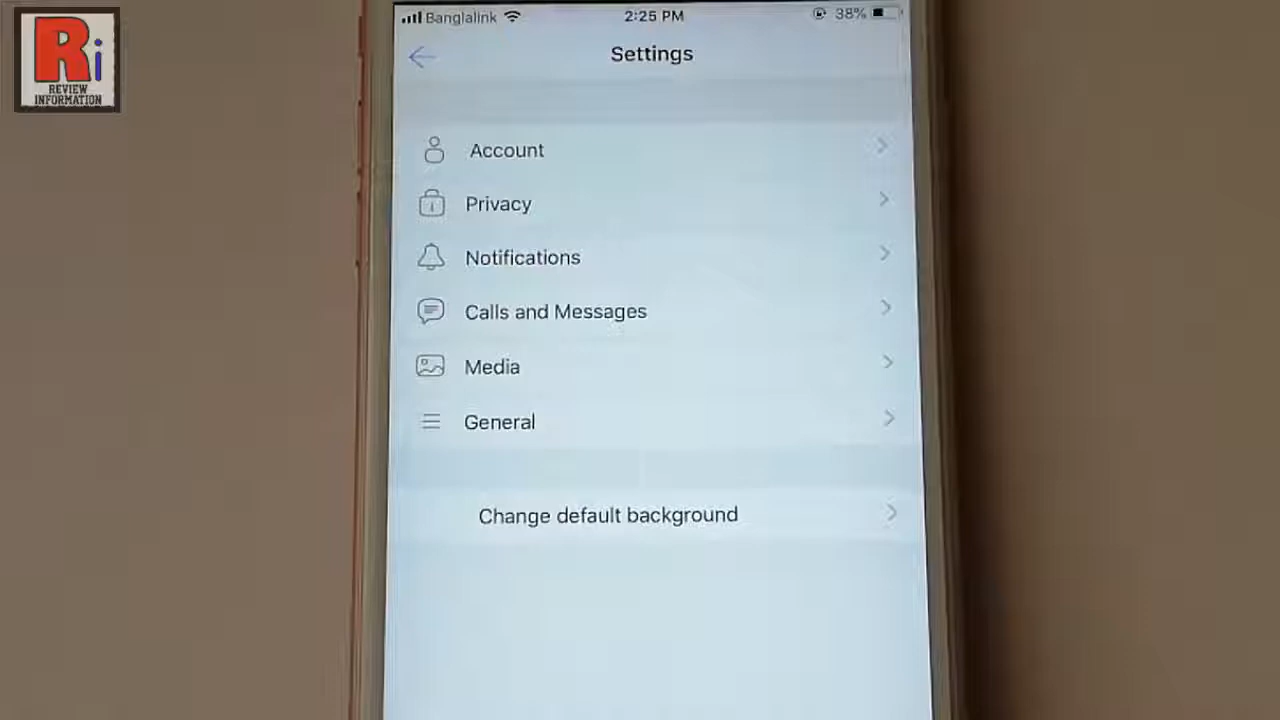 Ri
REVIEW
INFORMATION
Banglalink 2:25 PM 38%
Settings
Account
Privacy
Notifications
Calls and Messages
Media
General
Change default background